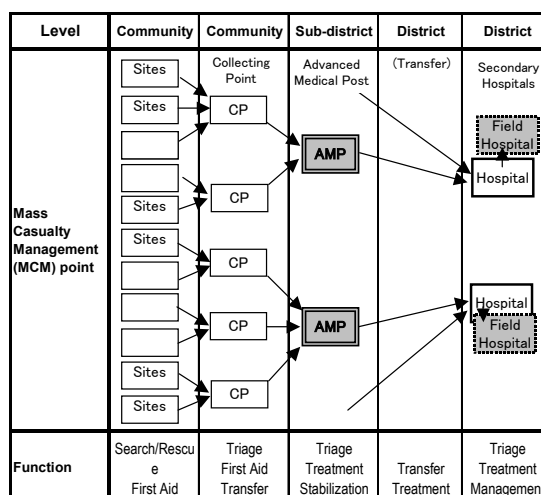 Level Community Community Sub-district District District
Collecting Point
Advanced Medical Post
(Transfer)
Secondary Hospitals
Mass
Casualty
Management
(MCM) point
Sites
Sites
Sites
Sites
Sites
Sites
CP
CP
CP
CP
CP
AMP
AMP
Field
Hospital
Hospital
Hospital
Field
Hospital
Function
Search/Rescu
e
First Aid
Triage
First Aid
Transfer
Triage
Treatment
Stabilization
Transfer
Treatment
Triage
Treatment
Management